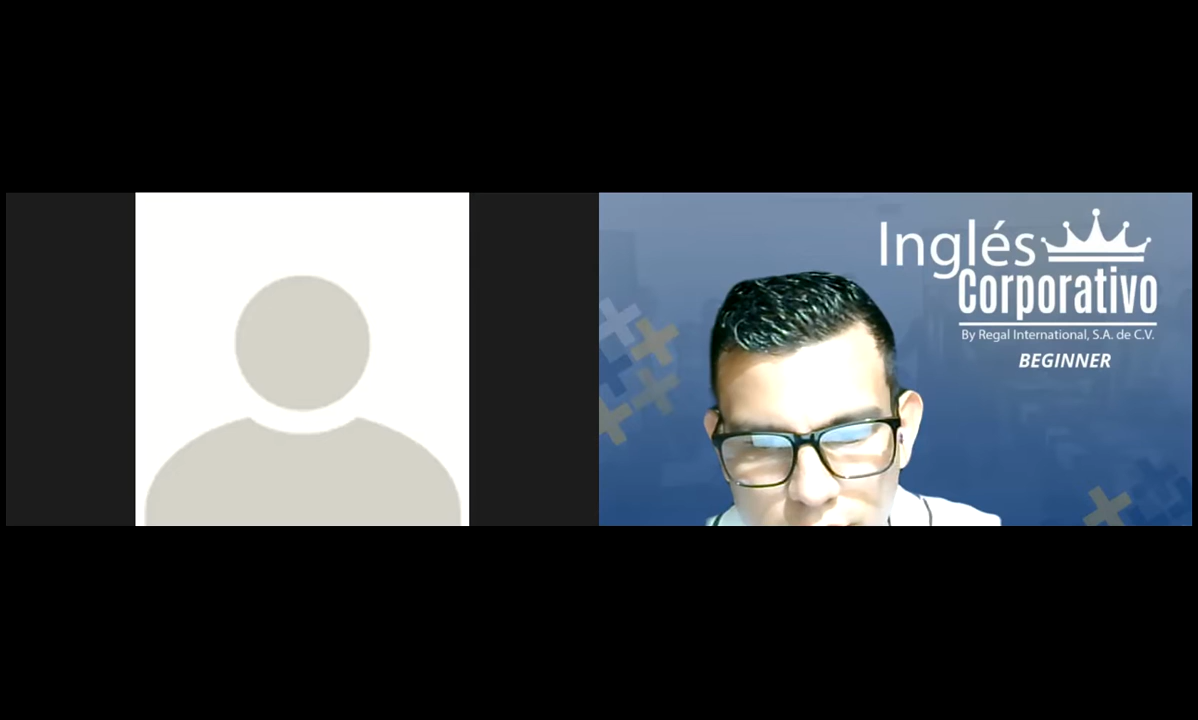 Inglés
Corporativo
By Regal International, S.A. de C.V.
BEGINNER